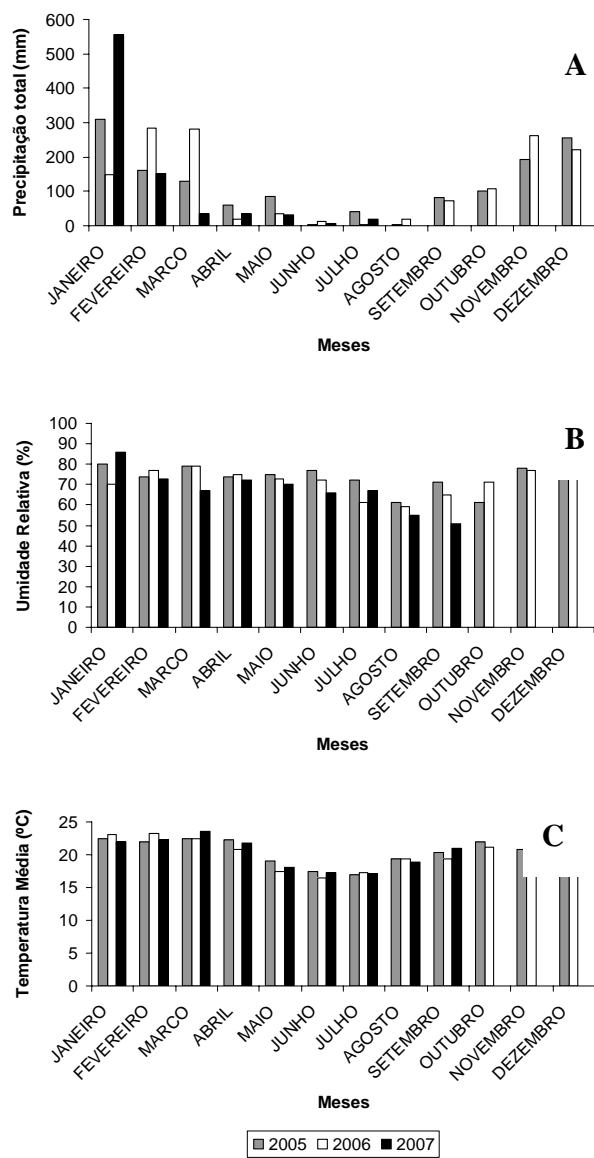 A
Precipitação total (mm)
600
500
400
300
200
100
0
JANEIRO
FEVEREIRO
MARCO
ABRIL
MAIO
JUNHO
JULHO
AGOSTO
SETEMBRO
OUTUBRO
NOVEMBRO
DEZEMBRO
Meses
B
Umidade Relativa (%)
100
90
80
70
60
50
40
30
20
10
0
JANEIRO
FEVEREIRO
MARCO
ABRIL
MAIO
JUNHO
JULHO
AGOSTO
SETEMBRO
OUTUBRO
NOVEMBRO
DEZEMBRO
Meses
C
Temperatura Média (ºC)
25
20
15
10
5
0
JANEIRO
FEVEREIRO
MARCO
ABRIL
MAIO
JUNHO
JULHO
AGOSTO
SETEMBRO
OUTUBRO
NOVEMBRO
DEZEMBRO
Meses
2005 2006 2007